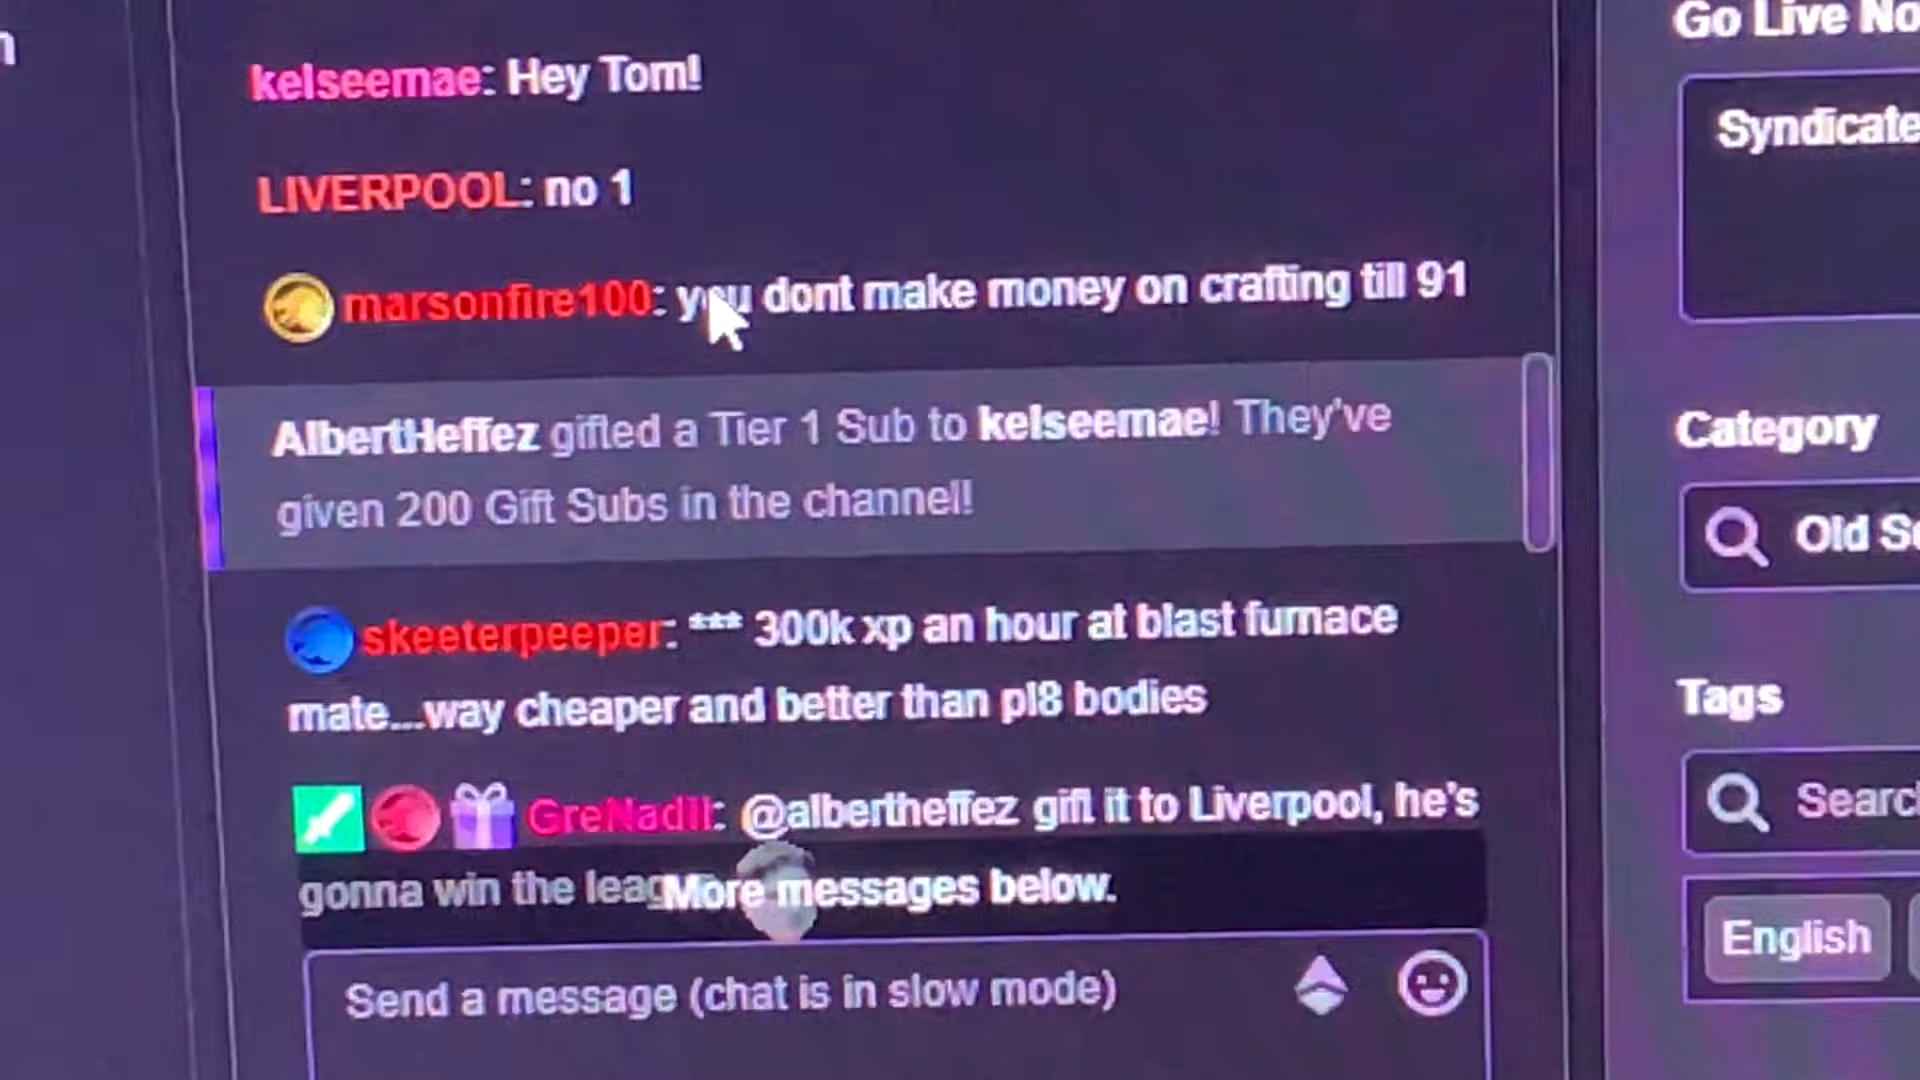 Go Live No
kelseemae: Hey Tom!
Syndicate
LIVERPOOL: no 1
marsonfire100: you dont make money on crafting till 91
AlbertHeffez gifted a Tier 1 Sub to kelseemae! They've
given 200 Gift Subs in the channel!
Category
Old S
skeeterpeeper: *** 300k xp an hour at blast furnace
mate...way cheaper and better than pl8 bodies
Tags
GreNadII: @albertheffez gift it to Liverpool, he's
Search
gonna win the leag
More messages below.
English
Send a message (chat is in slow mode)